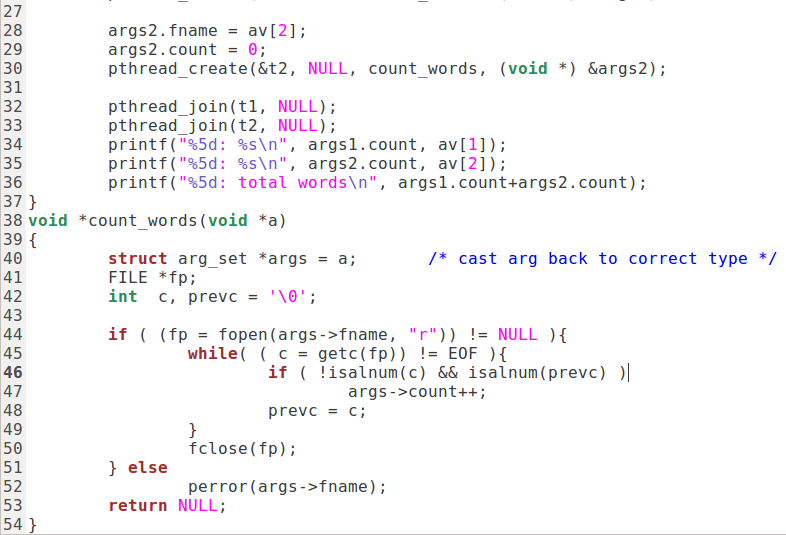 27
28         args2.fname = av[2];
29         args2.count = 0;
30         pthread_create(&t2, NULL, count_words, (void *) &args2);
31
32         pthread_join(t1, NULL);
33         pthread_join(t2, NULL);
34         printf("%5d: %s\n", args1.count, av[1]);
35         printf("%5d: %s\n", args2.count, av[2]);
36         printf("%5d: total words\n", args1.count+args2.count);
37 }
38 void *count_words(void *a)
39 {
40         struct arg_set *args = a;       /* cast arg back to correct type */
41         FILE *fp;
42         int  c, prevc = '\0';
43
44         if ( (fp = fopen(args->fname, "r")) != NULL ){
45                 while( ( c = getc(fp)) != EOF ){
46                         if ( !isalnum(c) && isalnum(prevc) )
47                                 args->count++;
48                         prevc = c;
49                 }
50                 fclose(fp);
51         } else
52                 perror(args->fname);
53         return NULL;
54 }